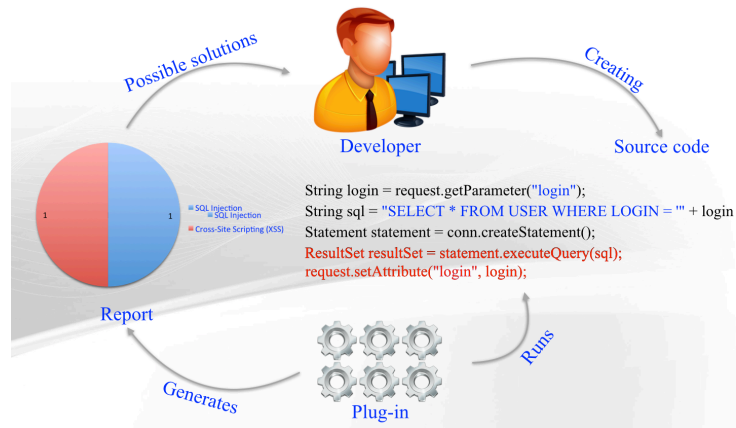 Possible solutions
Creating
Developer
Source code
1
1
SQL Injection
SQL Injection
Cross-Site Scripting (XSS)
String login = request.getParameter("login");
String sql = "SELECT * FROM USER WHERE LOGIN = '" + login
Statement statement = conn.createStatement();
ResultSet resultSet = statement.executeQuery(sql);
request.setAttribute("login", login);
Report
Runs
Generates
Plug-in